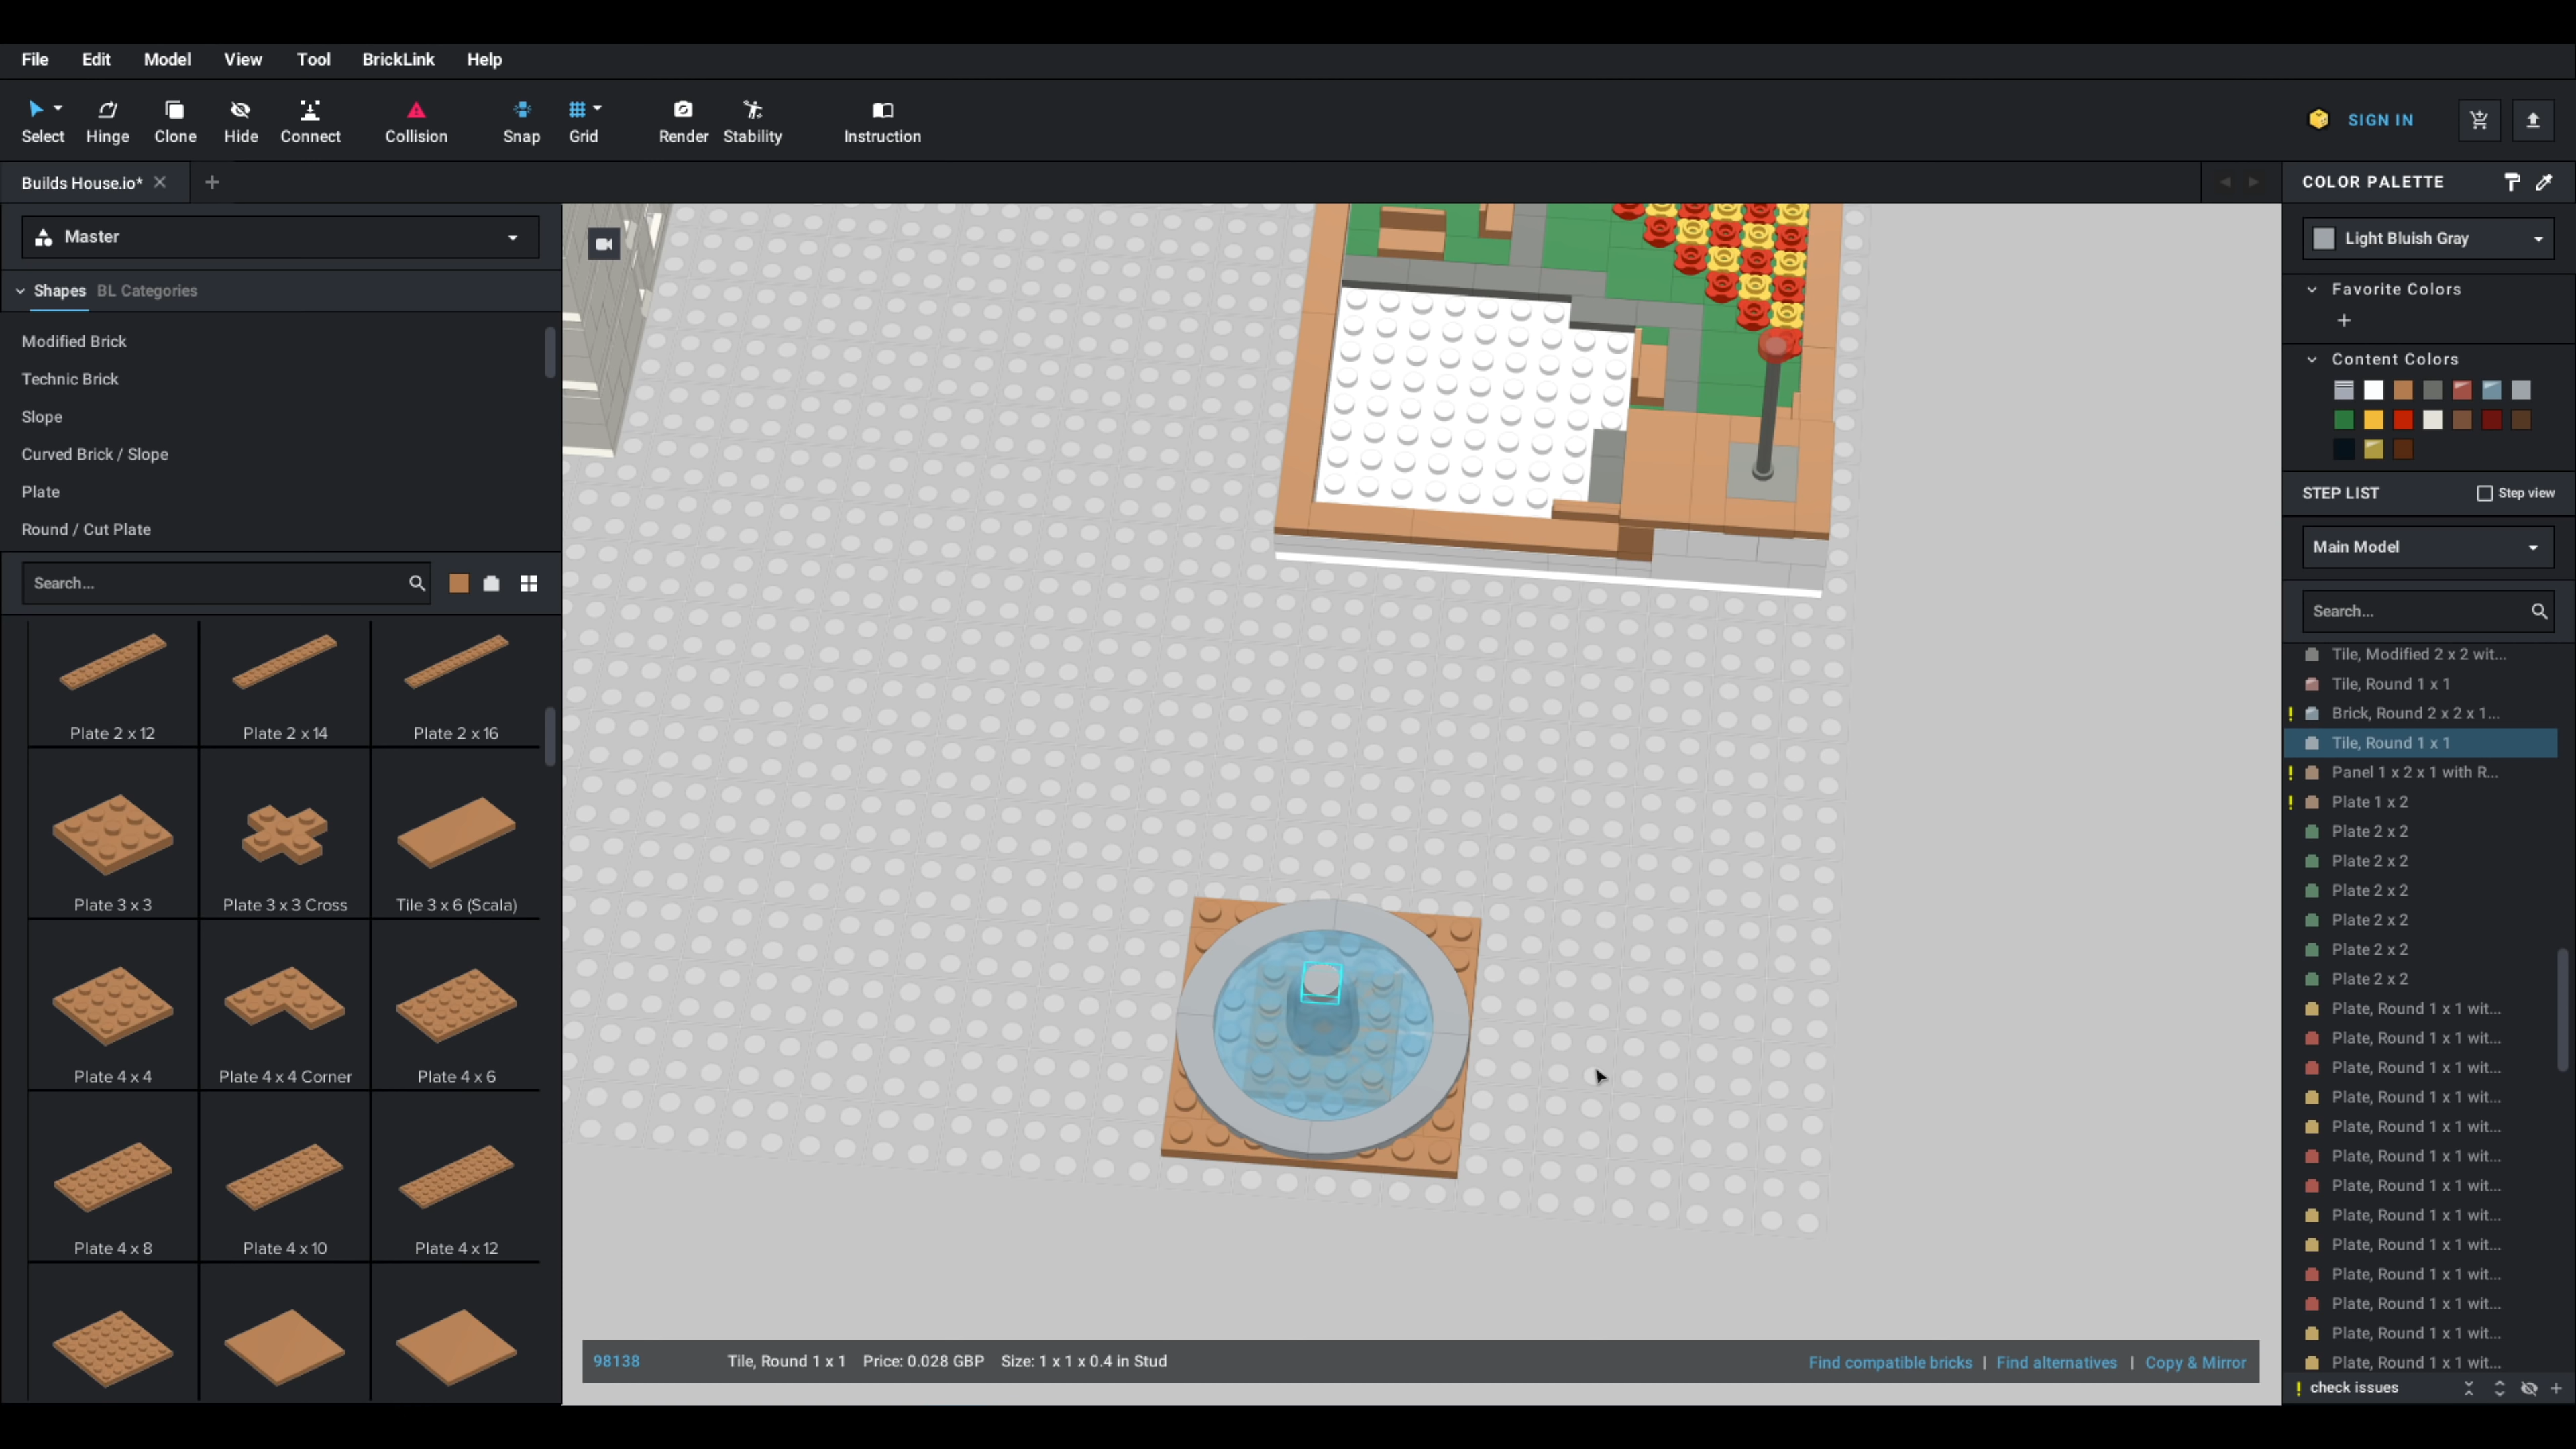 File Edit Model View Tool BrickLink Help
Select Hinge Clone Hide Connect Collision Snap Grid Render Stability Instruction SIGN IN
Builds House.io*
Master
Shapes BL Categories
Modified Brick
Technic Brick
Slope
Curved Brick / Slope
Plate
Round / Cut Plate
Search...
Plate 2 x 12 Plate 2 x 14 Plate 2 x 16
Plate 3 x 3 Plate 3 x 3 Cross Tile 3 x 6 (Scala)
Plate 4 x 4 Plate 4 x 4 Corner Plate 4 x 6
Plate 4 x 8 Plate 4 x 10 Plate 4 x 12
98138 Tile, Round 1 x 1 Price: 0.028 GBP Size: 1 x 1 x 0.4 in Stud Find compatible bricks | Find alternatives | Copy & Mirror
COLOR PALETTE
Light Bluish Gray
Favorite Colors
+
Content Colors
STEP LIST Step view
Main Model
Search...
Tile, Modified 2 x 2 wit...
Tile, Round 1 x 1
! Brick, Round 2 x 2 x 1...
Tile, Round 1 x 1
! Panel 1 x 2 x 1 with R...
! Plate 1 x 2
Plate 2 x 2
Plate 2 x 2
Plate 2 x 2
Plate 2 x 2
Plate 2 x 2
Plate 2 x 2
Plate, Round 1 x 1 wit...
Plate, Round 1 x 1 wit...
Plate, Round 1 x 1 wit...
Plate, Round 1 x 1 wit...
Plate, Round 1 x 1 wit...
Plate, Round 1 x 1 wit...
Plate, Round 1 x 1 wit...
Plate, Round 1 x 1 wit...
Plate, Round 1 x 1 wit...
Plate, Round 1 x 1 wit...
Plate, Round 1 x 1 wit...
Plate, Round 1 x 1 wit...
Plate, Round 1 x 1 wit...
! check issues